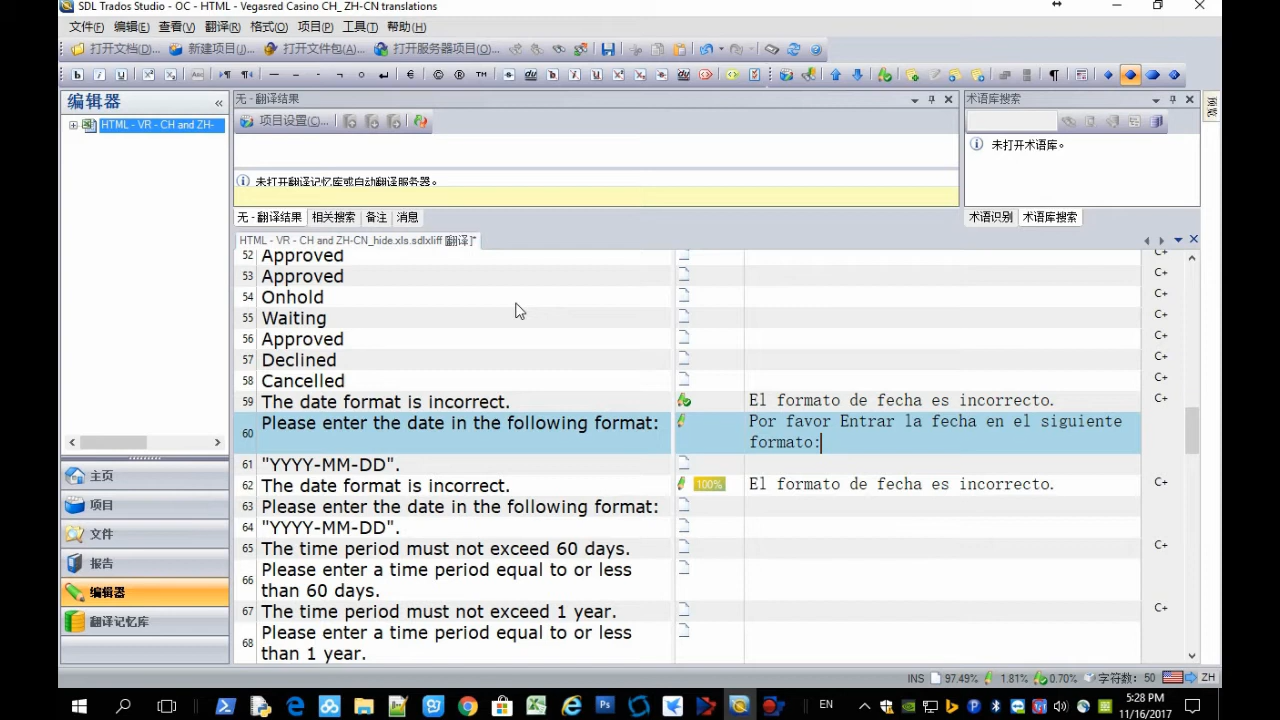 SDL Trados Studio - OC - HTML - Vegasred Casino CH_ ZH-CN translations
文件(F) 编辑(E) 查看(V) 翻译(R) 格式(O) 项目(P) 工具(T) 帮助(H)
打开文档(D)... 新建项目(J)... 打开文件包(A)... 打开服务器项目(O)...
编辑器
HTML - VR - CH and ZH-
无 - 翻译结果
项目设置(C)...
未打开翻译记忆库或自动翻译服务器。
无 - 翻译结果 相关搜索 备注 消息
术语库搜索
未打开术语库。
术语识别 术语库搜索
预览
HTML - VR - CH and ZH-CN_hide.xls.sdlxliff [翻译]*
52 Approved C+
53 Approved C+
54 Onhold C+
55 Waiting C+
56 Approved C+
57 Declined C+
58 Cancelled C+
59 The date format is incorrect. El formato de fecha es incorrecto. C+
60 Please enter the date in the following format: Por favor Entrar la fecha en el siguiente
formato:
61 "YYYY-MM-DD".
62 The date format is incorrect. 100% El formato de fecha es incorrecto. C+
63 Please enter the date in the following format:
64 "YYYY-MM-DD".
65 The time period must not exceed 60 days. C+
66 Please enter a time period equal to or less
than 60 days.
67 The time period must not exceed 1 year. C+
68 Please enter a time period equal to or less
than 1 year.
主页
项目
文件
报告
编辑器
翻译记忆库
INS 97.49% 1.81% 0.70% 字符数: 50 ZH
EN
5:28 PM
11/16/2017